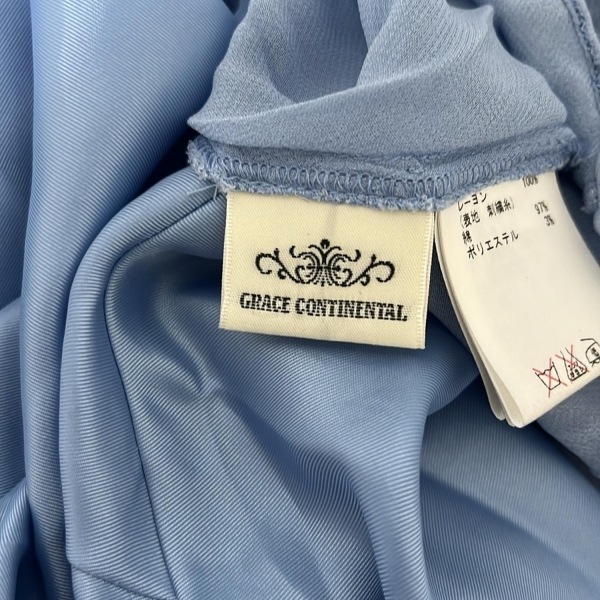 GRACE CONTINENTAL
100%
レーヨン
(表地 刺繍糸)
97%
綿
3%
ポリエステル